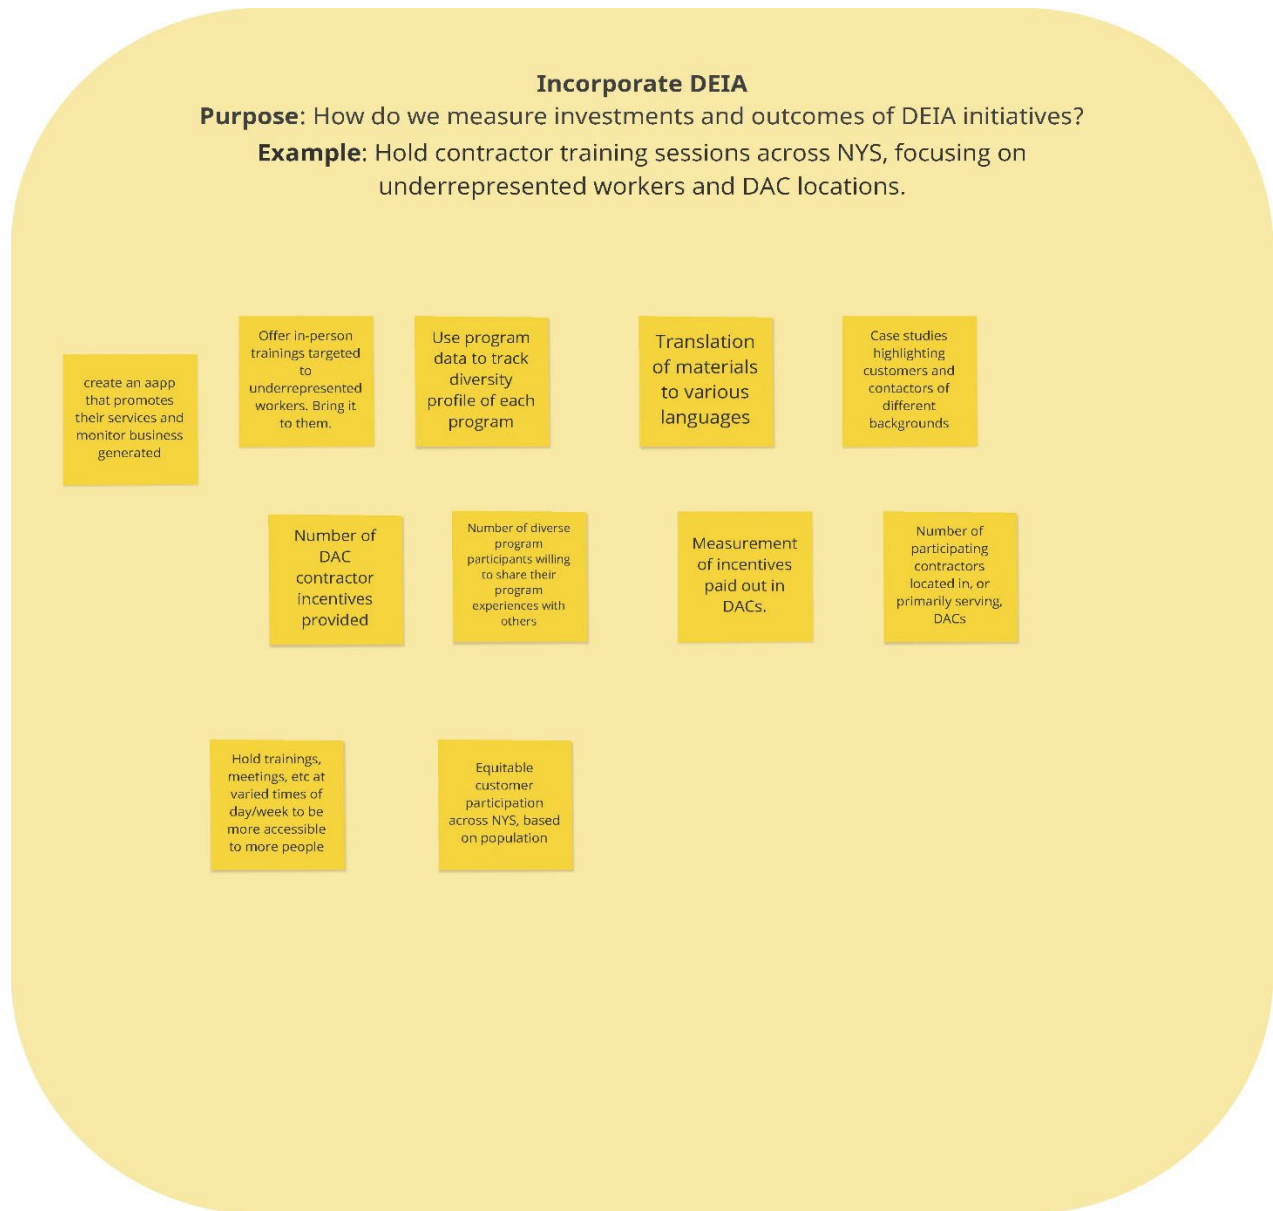 Incorporate DEIA
Purpose: How do we measure investments and outcomes of DEIA initiatives?
Example: Hold contractor training sessions across NYS, focusing on
underrepresented workers and DAC locations.
create an aapp
that promotes
their services and
monitor business
generated
Offer in-person
trainings targeted
to
underrepresented
workers. Bring it
to them.
Use program
data to track
diversity
profile of each
program
Translation
of materials
to various
languages
Case studies
highlighting
customers and
contactors of
different
backgrounds
Number of
DAC
contractor
incentives
provided
Number of diverse
program
participants willing
to share their
program
experiences with
others
Measurement
of incentives
paid out in
DACs.
Number of
participating
contractors
located in, or
primarily serving,
DACs
Hold trainings,
meetings, etc at
varied times of
day/week to be
more accessible
to more people
Equitable
customer
participation
across NYS, based
on population